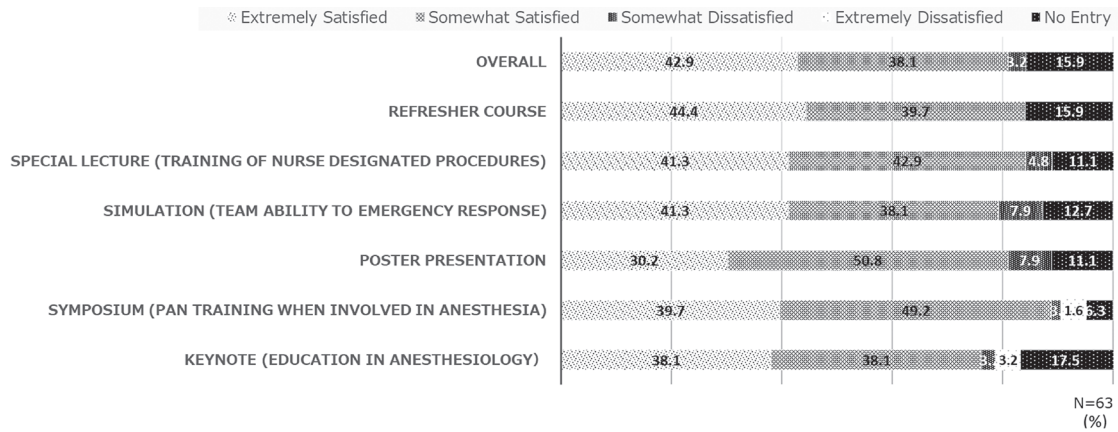 Extremely Satisfied Somewhat Satisfied Somewhat Dissatisfied Extremely Dissatisfied No Entry
OVERALL 42.9 38.1 3.2 15.9
REFRESHER COURSE 44.4 39.7 15.9
SPECIAL LECTURE (TRAINING OF NURSE DESIGNATED PROCEDURES) 41.3 42.9 4.8 11.1
SIMULATION (TEAM ABILITY TO EMERGENCY RESPONSE) 41.3 38.1 7.9 12.7
POSTER PRESENTATION 30.2 50.8 7.9 11.1
SYMPOSIUM (PAN TRAINING WHEN INVOLVED IN ANESTHESIA) 39.7 49.2 1.6 6.3
KEYNOTE (EDUCATION IN ANESTHESIOLOGY) 38.1 38.1 3.2 17.5
N=63
(%)